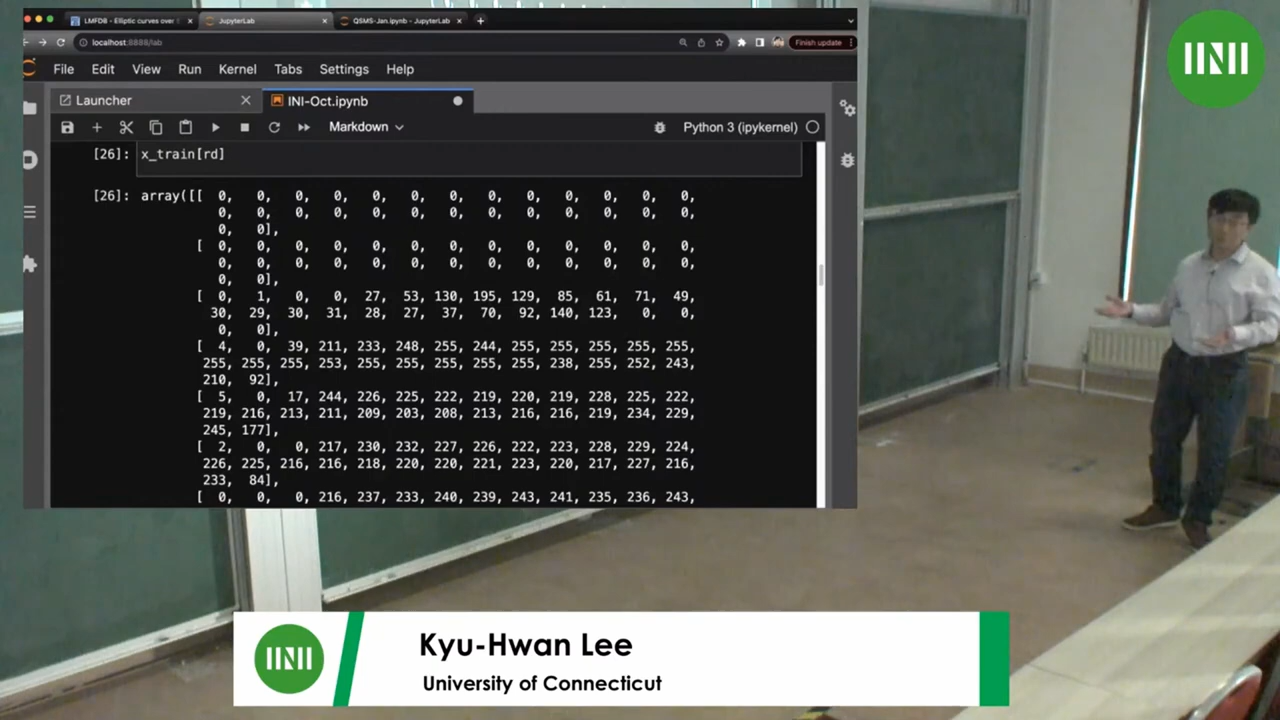 LMFDB - Elliptic curves over
JupyterLab
QSMS-Jan.ipynb - JupyterLab
localhost:8888/lab
Finish update
File Edit View Run Kernel Tabs Settings Help
Launcher
INI-Oct.ipynb
Markdown
Python 3 (ipykernel)
[26]: x_train[rd]
[26]: array([[ 0, 0, 0, 0, 0, 0, 0, 0, 0, 0, 0, 0, 0,
0, 0, 0, 0, 0, 0, 0, 0, 0, 0, 0, 0, 0,
0, 0],
[ 0, 0, 0, 0, 0, 0, 0, 0, 0, 0, 0, 0, 0,
0, 0, 0, 0, 0, 0, 0, 0, 0, 0, 0, 0, 0,
0, 0],
[ 0, 1, 0, 0, 27, 53, 130, 195, 129, 85, 61, 71, 49,
30, 29, 30, 31, 28, 27, 37, 70, 92, 140, 123, 0, 0,
0, 0],
[ 4, 0, 39, 211, 233, 248, 255, 244, 255, 255, 255, 255, 255,
255, 255, 255, 253, 255, 255, 255, 255, 255, 238, 255, 252, 243,
210, 92],
[ 5, 0, 17, 244, 226, 225, 222, 219, 220, 219, 228, 225, 222,
219, 216, 213, 211, 209, 203, 208, 213, 216, 216, 219, 234, 229,
245, 177],
[ 2, 0, 0, 217, 230, 232, 227, 226, 222, 223, 228, 229, 224,
226, 225, 216, 216, 218, 220, 220, 221, 223, 220, 217, 227, 216,
233, 84],
[ 0, 0, 0, 216, 237, 233, 240, 239, 243, 241, 235, 236, 243,
INI
INI
Kyu-Hwan Lee
University of Connecticut